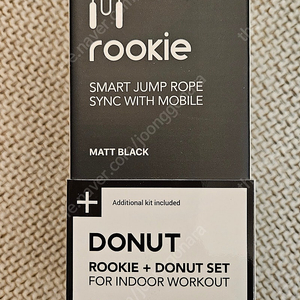 rookie
SMART JUMP ROPE
SYNC WITH MOBILE
MATT BLACK
+
Additional kit included
DONUT
ROOKIE + DONUT SET
FOR INDOOR WORKOUT